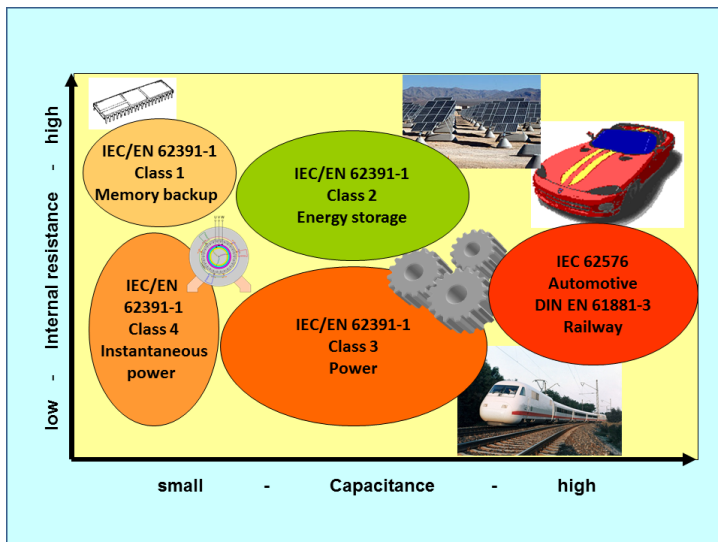 IEC/EN 62391-1
Class 1
Memory backup
IEC/EN 62391-1
Class 2
Energy storage
IEC/EN
62391-1
Class 4
Instantaneous
power
IEC/EN 62391-1
Class 3
Power
IEC 62576
Automotive
DIN EN 61881-3
Railway
low - Internal resistance - high
small - Capacitance - high